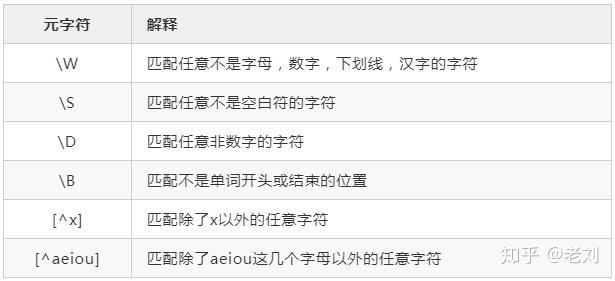 元字符 解释
\W 匹配任意不是字母，数字，下划线，汉字的字符
\S 匹配任意不是空白符的字符
\D 匹配任意非数字的字符
\B 匹配不是单词开头或结束的位置
[^x] 匹配除了x以外的任意字符
[^aeiou] 匹配除了aeiou这几个字母以外的任意字符
知乎 @老刘